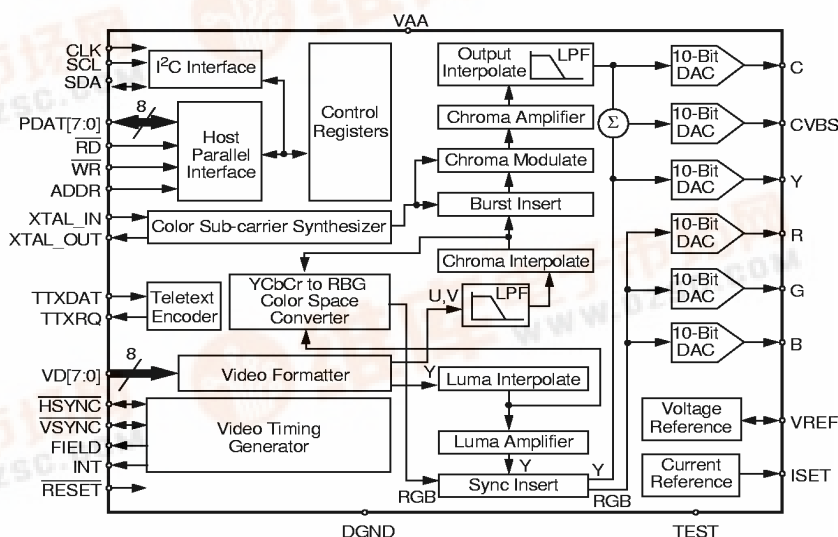 VAA
CLK
SCL
SDA
I²C Interface
PDAT[7:0]
8
RD
WR
ADDR
Host
Parallel
Interface
Control
Registers
XTAL_IN
XTAL_OUT
Color Sub-carrier Synthesizer
TTXDAT
TTXRQ
Teletext
Encoder
YCbCr to RBG
Color Space
Converter
VD[7:0]
8
Video Formatter
HSYNC
VSYNC
FIELD
INT
RESET
Video Timing
Generator
Output
Interpolate
LPF
Chroma Amplifier
Chroma Modulate
Burst Insert
Chroma Interpolate
U,V
LPF
Y
Luma Interpolate
Luma Amplifier
Y
Sync Insert
RGB
Y
RGB
Σ
10-Bit
DAC
C
10-Bit
DAC
CVBS
10-Bit
DAC
Y
10-Bit
DAC
R
10-Bit
DAC
G
10-Bit
DAC
B
Voltage
Reference
VREF
Current
Reference
ISET
DGND
TEST